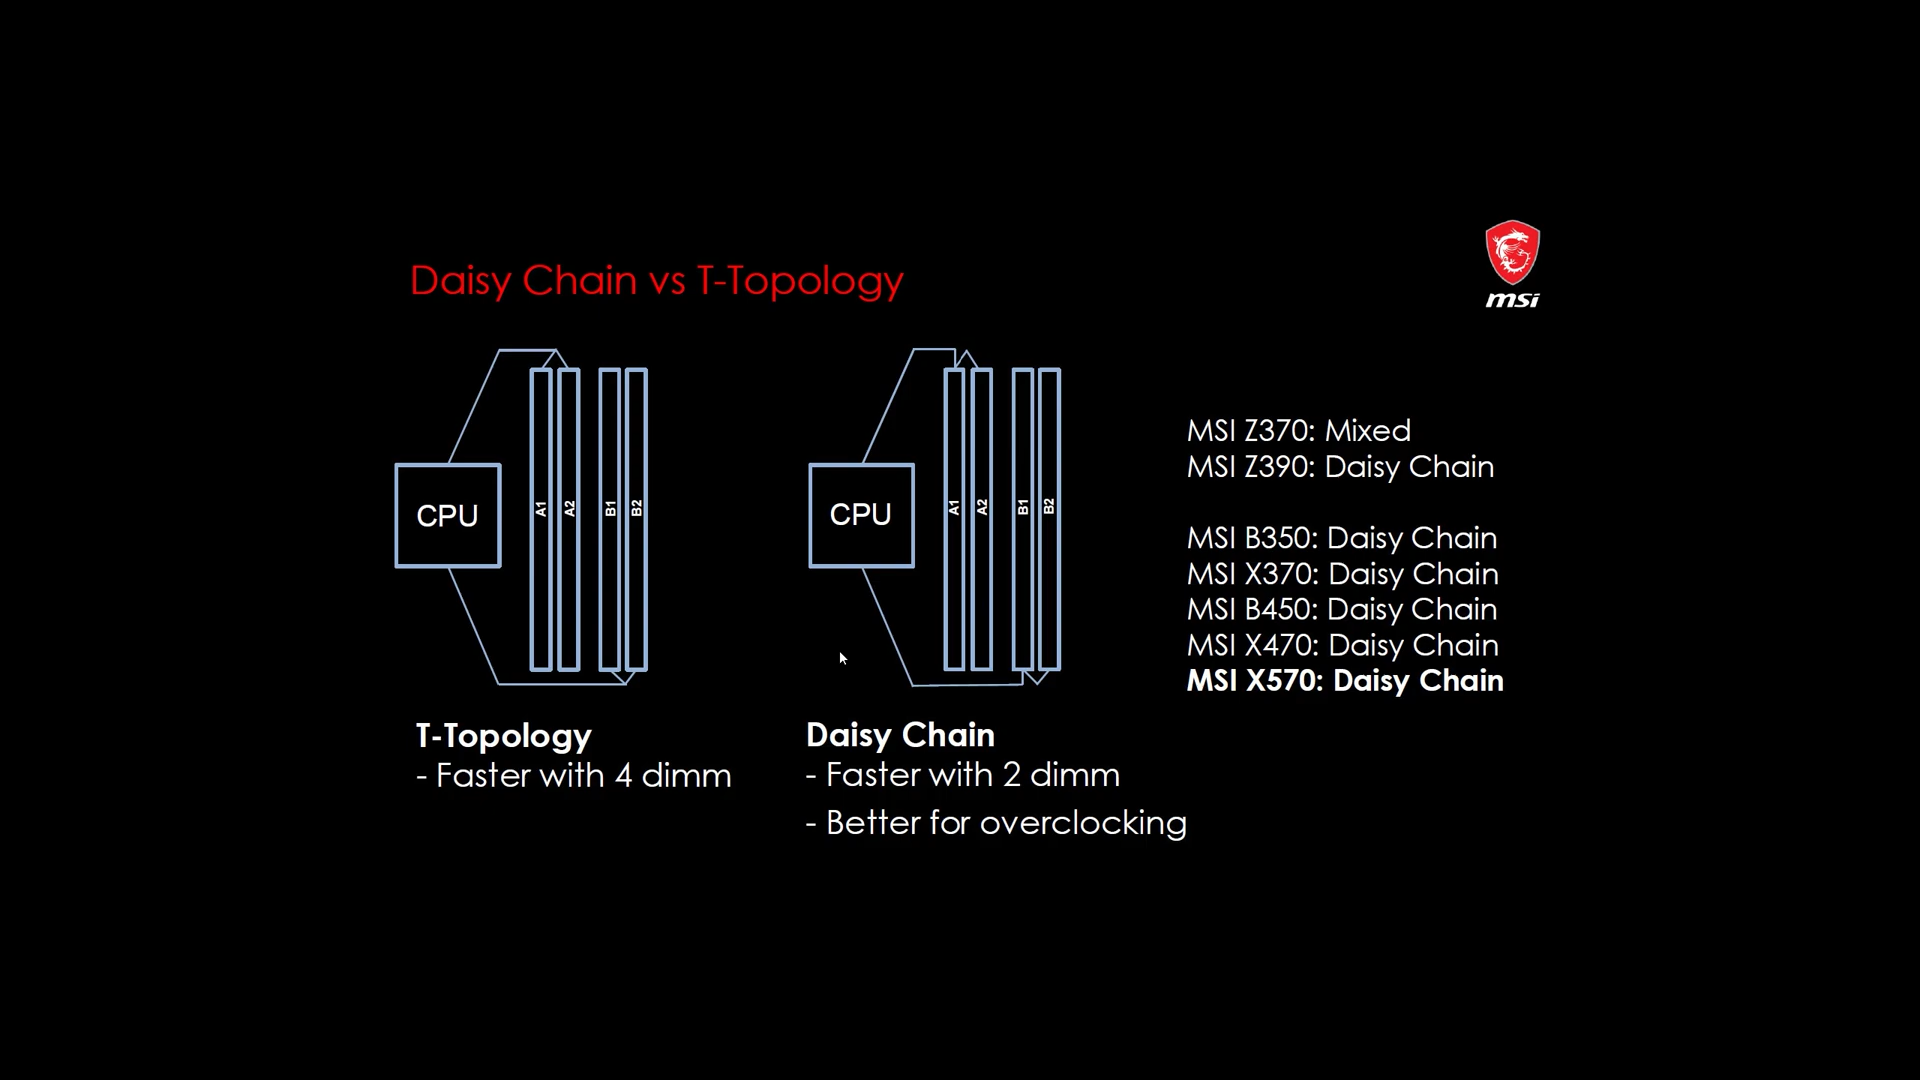 msi
Daisy Chain vs T-Topology
CPU
A1
A2
B1
B2
CPU
A1
A2
B1
B2
MSI Z370: Mixed
MSI Z390: Daisy Chain
MSI B350: Daisy Chain
MSI X370: Daisy Chain
MSI B450: Daisy Chain
MSI X470: Daisy Chain
MSI X570: Daisy Chain
T-Topology
- Faster with 4 dimm
Daisy Chain
- Faster with 2 dimm
- Better for overclocking